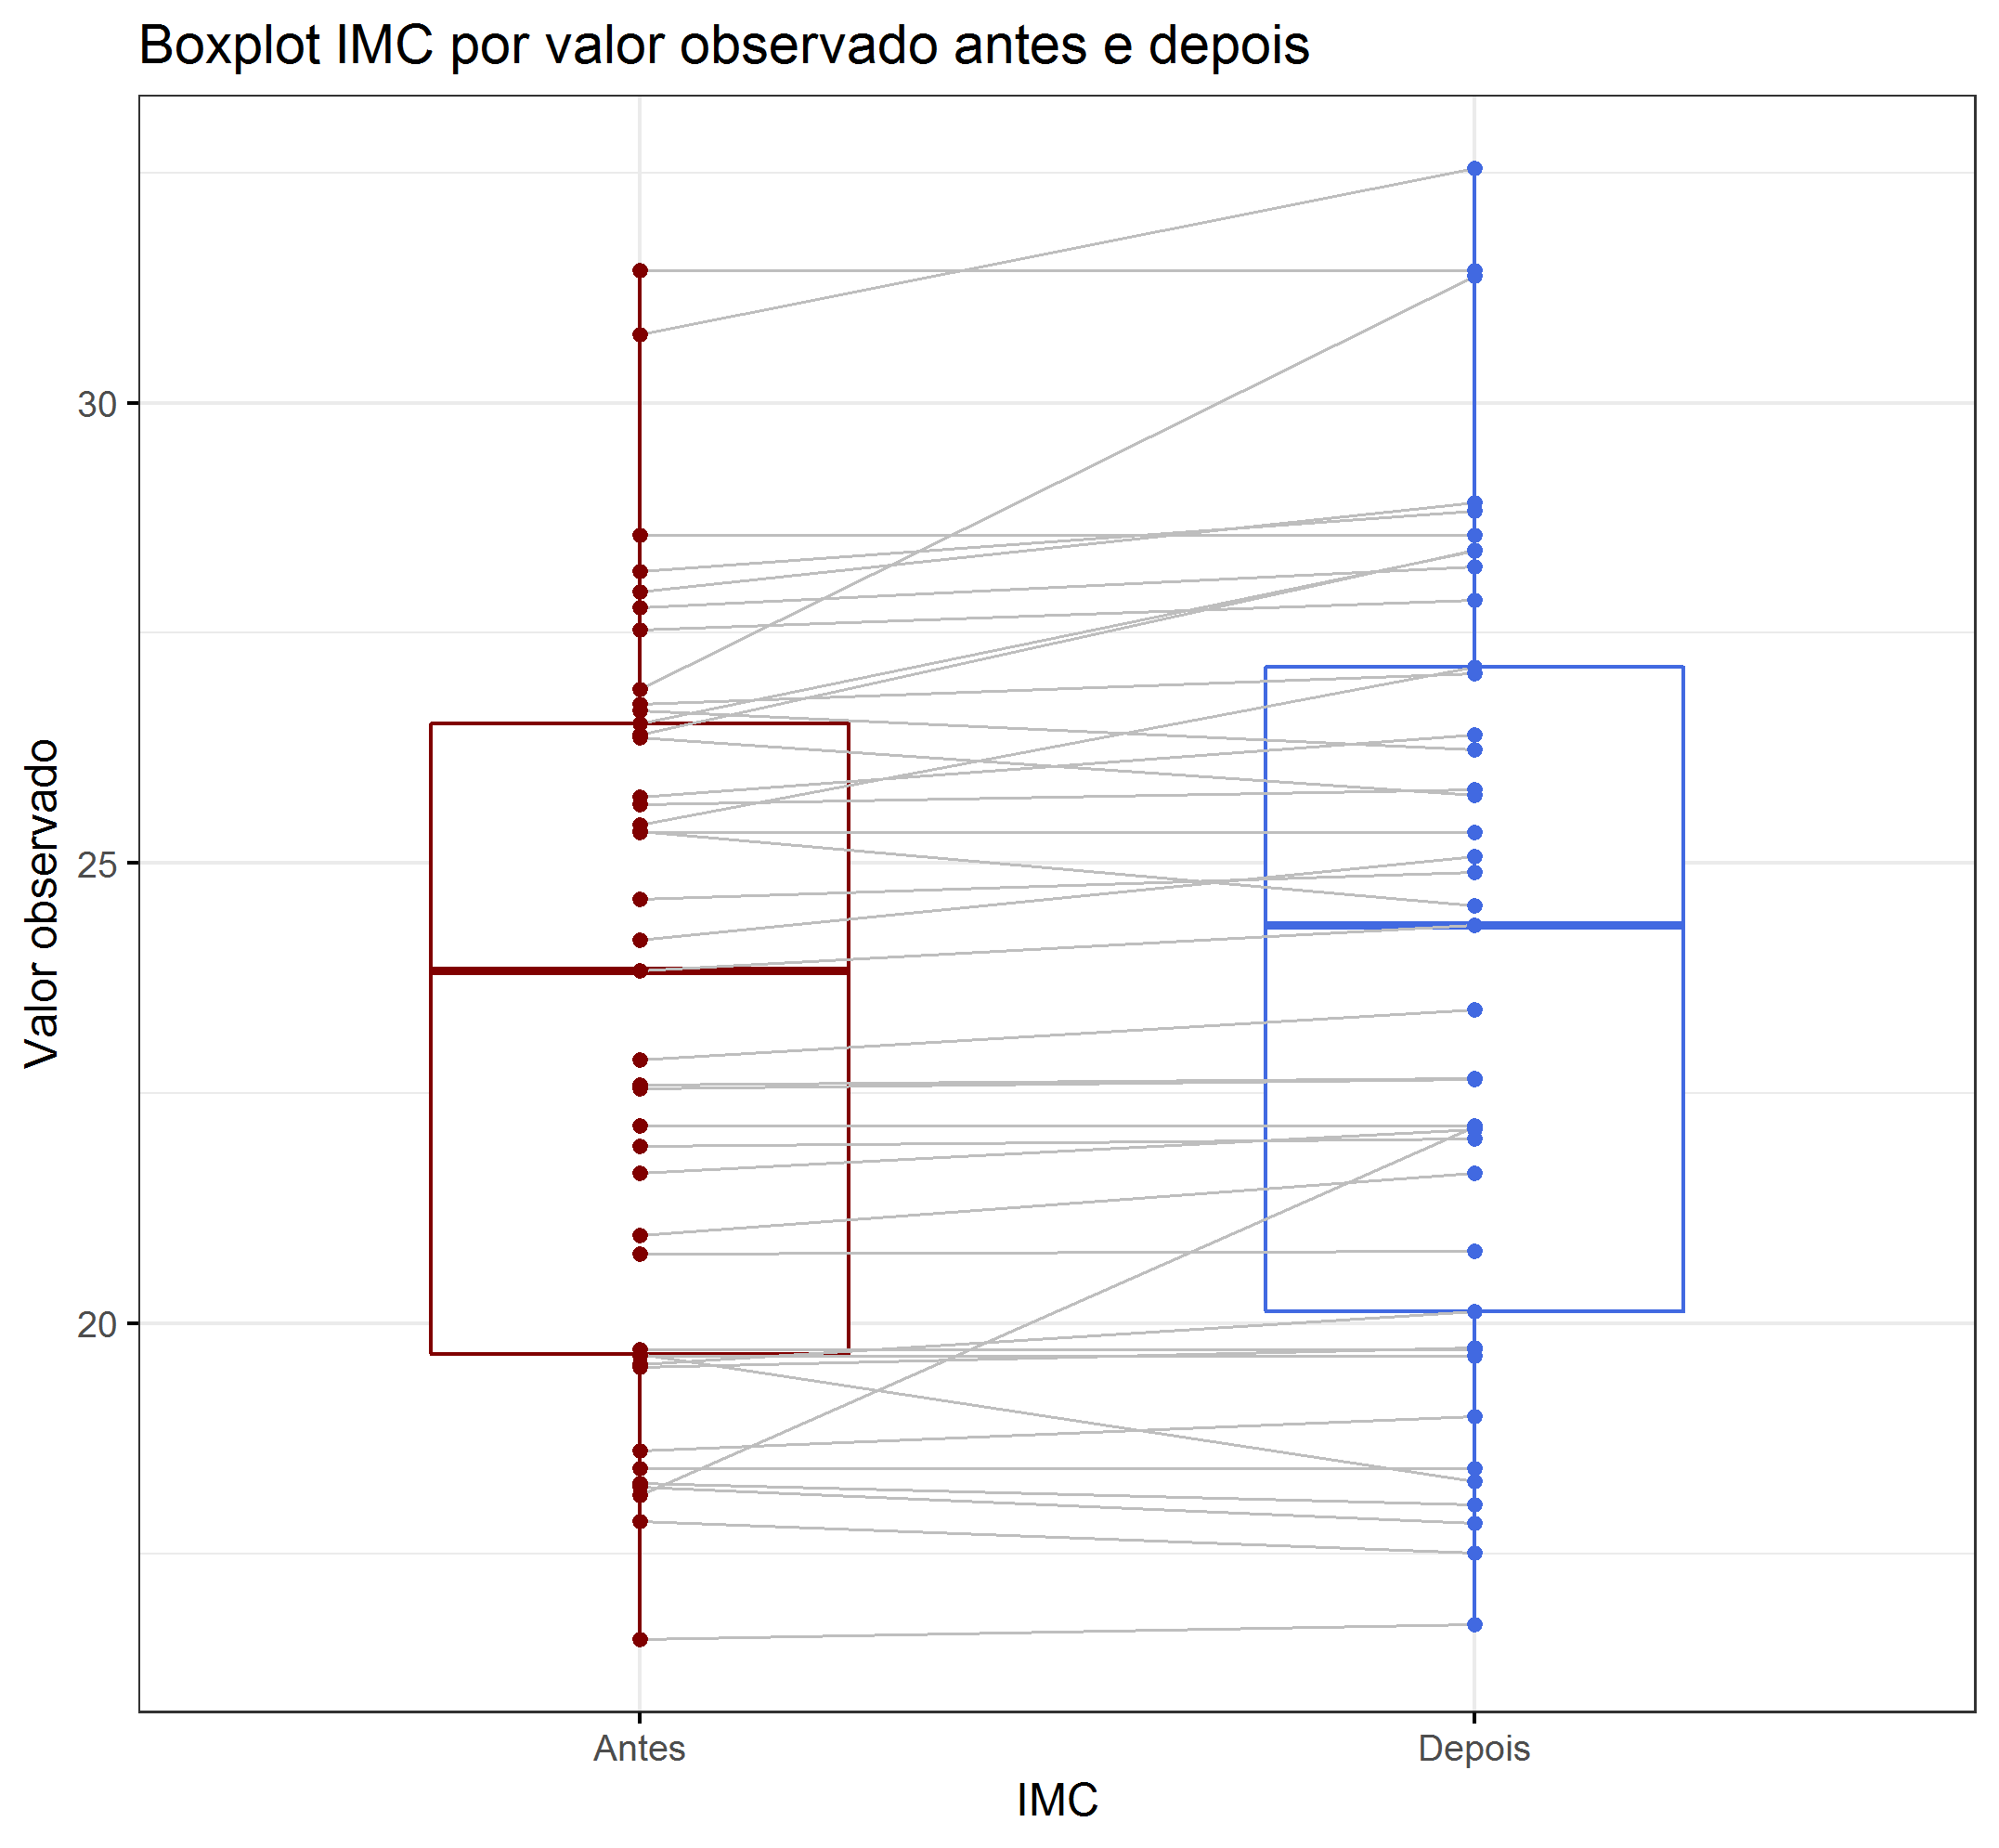 Boxplot IMC por valor observado antes e depois
Valor observado
30
25
20
Antes
Depois
IMC